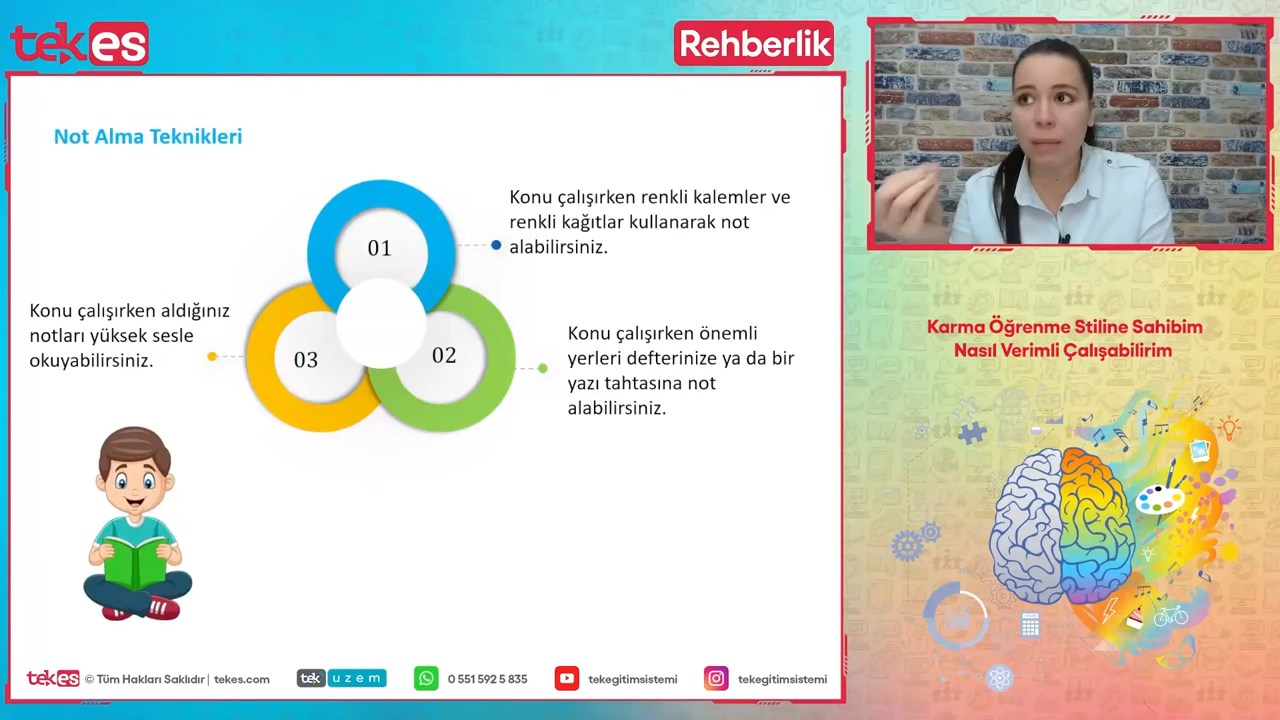 tekes
Rehberlik
Not Alma Teknikleri
01
Konu çalışırken renkli kalemler ve
renkli kağıtlar kullanarak not
alabilirsiniz.
Konu çalışırken aldığınız
notları yüksek sesle
okuyabilirsiniz.
03
02
Konu çalışırken önemli
yerleri defterinize ya da bir
yazı tahtasına not
alabilirsiniz.
Karma Öğrenme Stiline Sahibim
Nasıl Verimli Çalışabilirim
tekes © Tüm Hakları Saklıdır | tekes.com
tek uzem
0 551 592 5 835
tekegitimsistemi
tekegitimsistemi